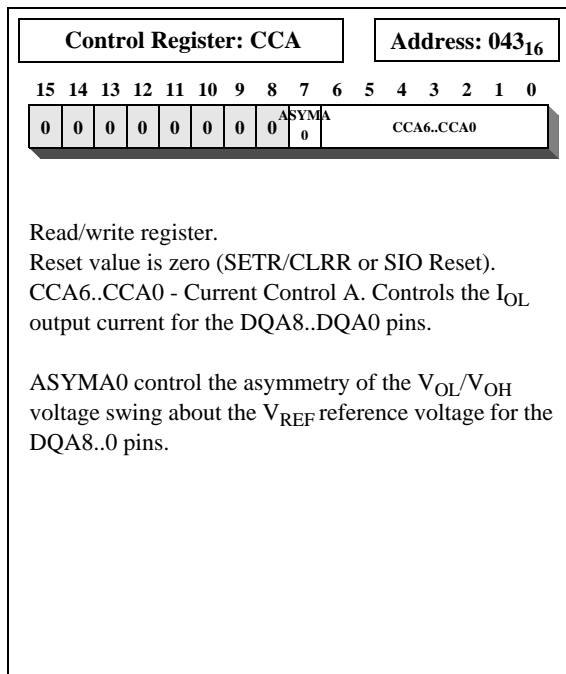 Control Register: CCA
Address: 043₁₆
15 14 13 12 11 10 9 8 7 6 5 4 3 2 1 0
0 0 0 0 0 0 0 0 ASYMA 0 CCA6..CCA0
Read/write register.
Reset value is zero (SETR/CLRR or SIO Reset).
CCA6..CCA0 - Current Control A. Controls the I_OL
output current for the DQA8..DQA0 pins.
ASYMA0 control the asymmetry of the V_OL/V_OH
voltage swing about the V_REF reference voltage for the
DQA8..0 pins.